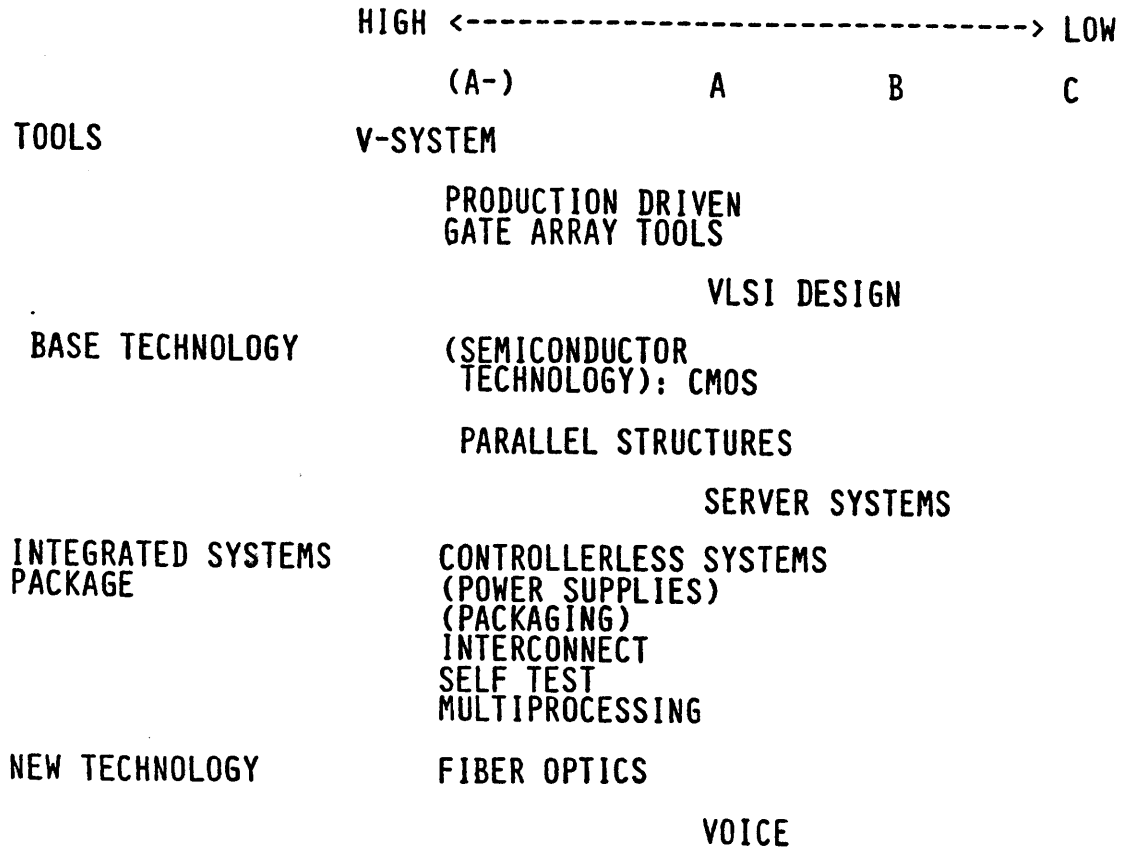 HIGH <---------------------------------> LOW
(A-) A B C
TOOLS V-SYSTEM
PRODUCTION DRIVEN
GATE ARRAY TOOLS
VLSI DESIGN
BASE TECHNOLOGY (SEMICONDUCTOR
TECHNOLOGY): CMOS
PARALLEL STRUCTURES
SERVER SYSTEMS
INTEGRATED SYSTEMS CONTROLLERLESS SYSTEMS
PACKAGE (POWER SUPPLIES)
(PACKAGING)
INTERCONNECT
SELF TEST
MULTIPROCESSING
NEW TECHNOLOGY FIBER OPTICS
VOICE